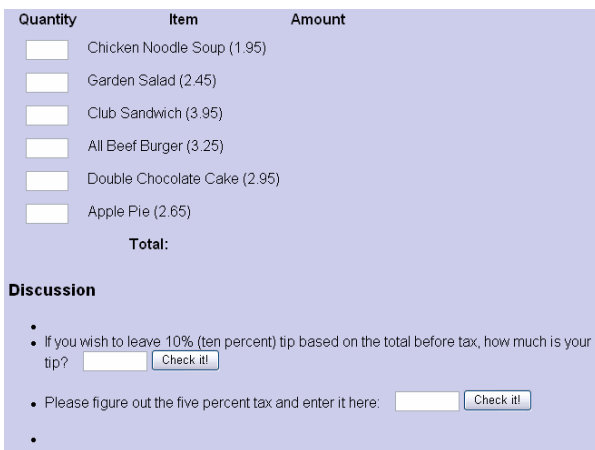 Quantity Item Amount
Chicken Noodle Soup (1.95)
Garden Salad (2.45)
Club Sandwich (3.95)
All Beef Burger (3.25)
Double Chocolate Cake (2.95)
Apple Pie (2.65)
Total:
Discussion
If you wish to leave 10% (ten percent) tip based on the total before tax, how much is your
tip? Check it!
Please figure out the five percent tax and enter it here: Check it!